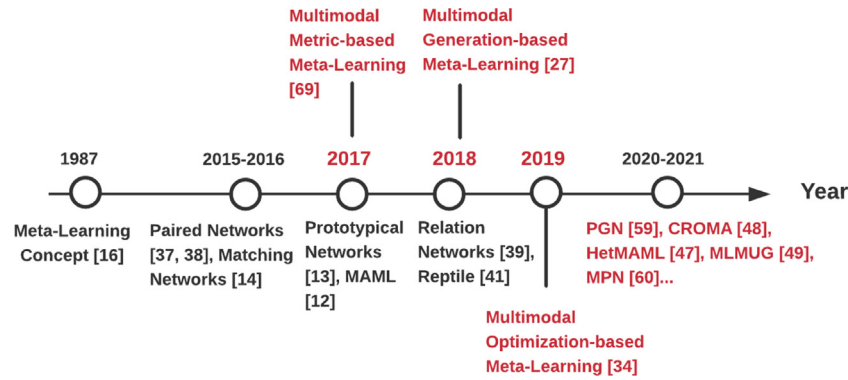 Multimodal
Metric-based
Meta-Learning
[69]
Multimodal
Generation-based
Meta-Learning [27]
1987
2015-2016
2017
2018
2019
2020-2021
Year
Meta-Learning
Concept [16]
Paired Networks
[37, 38], Matching
Networks [14]
Prototypical
Networks
[13], MAML
[12]
Relation
Networks [39],
Reptile [41]
PGN [59], CROMA [48],
HetMAML [47], MLMUG [49],
MPN [60]...
Multimodal
Optimization-based
Meta-Learning [34]